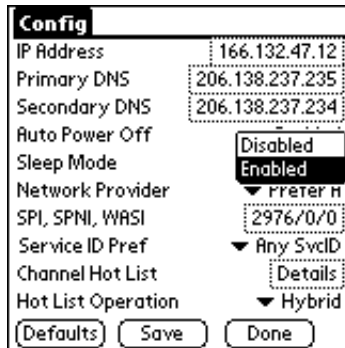 Config
IP Address 166.132.47.12
Primary DNS 206.138.237.235
Secondary DNS 206.138.237.234
Auto Power Off
Disabled
Sleep Mode Enabled
Network Provider Prefer A
SPI, SPNI, WASI 2976/0/0
Service ID Pref Any SvcID
Channel Hot List Details
Hot List Operation Hybrid
Defaults Save Done